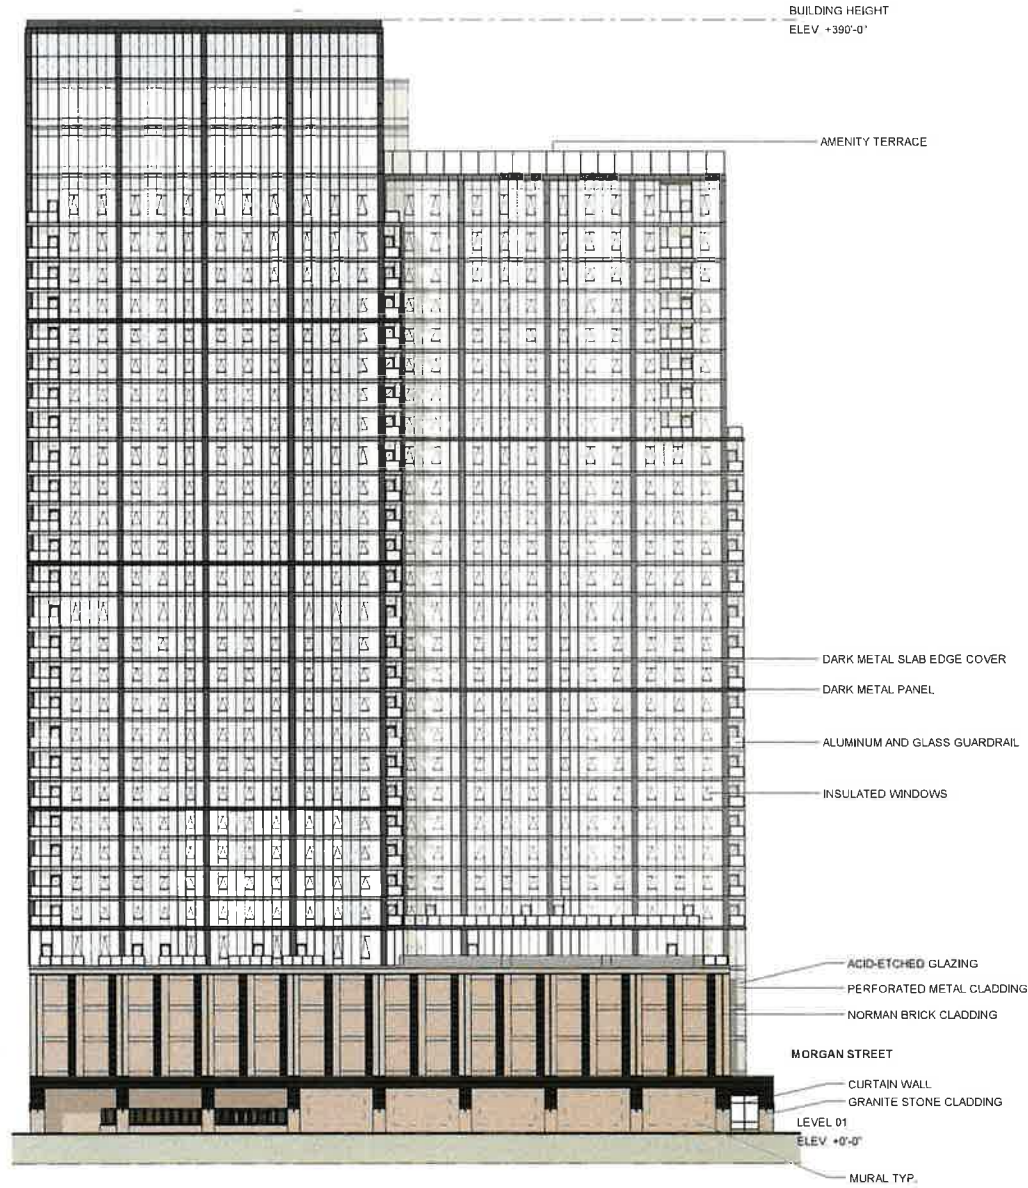 BUILDING HEIGHT
ELEV +390'-0"
AMENITY TERRACE
DARK METAL SLAB EDGE COVER
DARK METAL PANEL
ALUMINUM AND GLASS GUARDRAIL
INSULATED WINDOWS
ACID-ETCHED GLAZING
PERFORATED METAL CLADDING
NORMAN BRICK CLADDING
MORGAN STREET
CURTAIN WALL
GRANITE STONE CLADDING
LEVEL 01
ELEV +0'-0"
MURAL TYP.